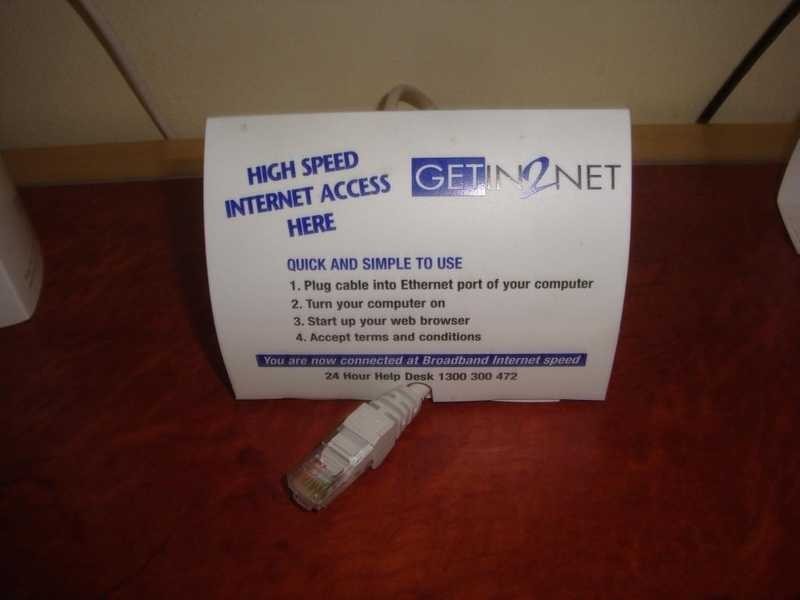 HIGH SPEED
INTERNET ACCESS
HERE
GETIN2NET
QUICK AND SIMPLE TO USE
1. Plug cable into Ethernet port of your computer
2. Turn your computer on
3. Start up your web browser
4. Accept terms and conditions
You are now connected at Broadband Internet speed
24 Hour Help Desk 1300 300 472